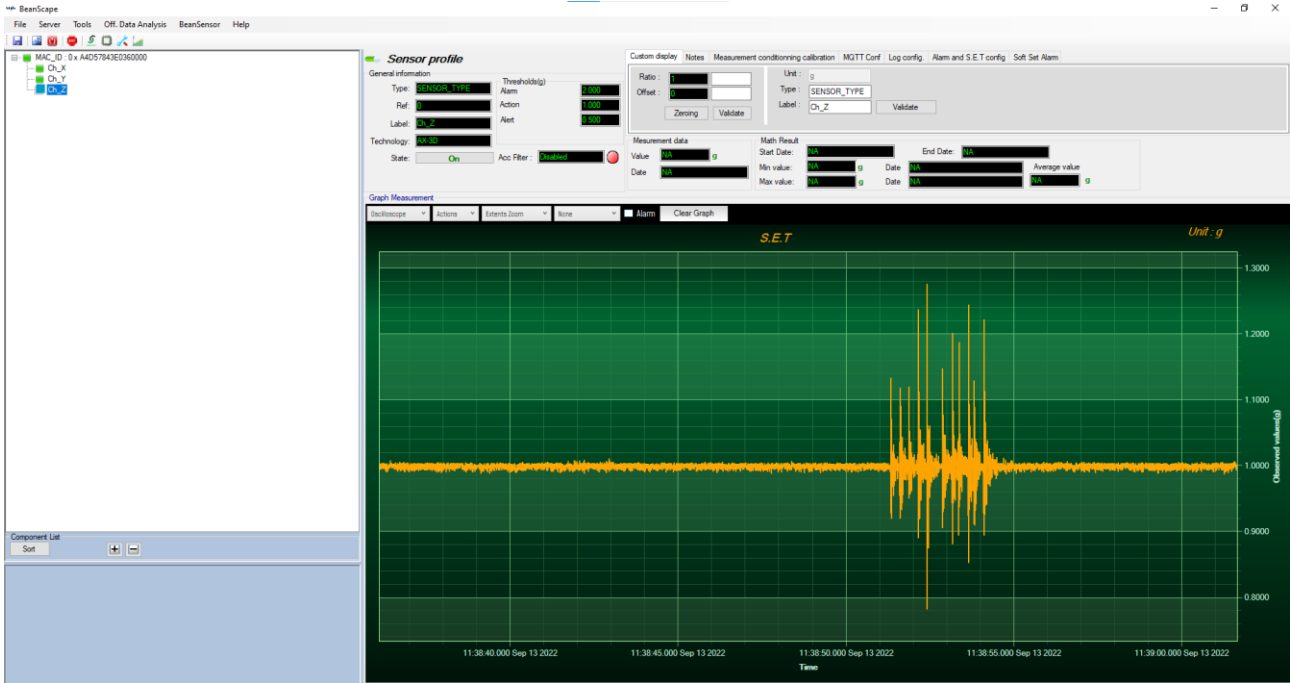 BeanScape
File Server Tools Off. Data Analysis BeanSensor Help
MAC_ID : 0 x A4D57843E0360000
Ch_X
Ch_Y
Ch_Z
Component List
Sort
Sensor profile
General information
Type: SENSOR_TYPE
Ref: 0
Label: Ch_Z
Technology: AX-3D
State: On
Thresholds(g)
Alarm 2.000
Action 1.000
Alert 0.500
Acc Filter : Disabled
Custom display Notes Measurement conditionning calibration MQTT Conf Log config. Alarm and S.E.T config Soft Set Alarm
Ratio : 1
Offset : 0
Zeroing Validate
Unit : g
Type : SENSOR_TYPE
Label : Ch_Z Validate
Mesurement data
Value NA g
Date NA
Math Result
Start Date: NA End Date: NA
Min value: NA g Date NA
Max value: NA g Date NA
Average value
NA g
Graph Measurement
Oscilloscope Actions Extents Zoom None Alarm Clear Graph
S.E.T
Unit : g
1.3000
1.2000
1.1000
1.0000
0.9000
0.8000
Observed values(g)
11:38:40.000 Sep 13 2022 11:38:45.000 Sep 13 2022 11:38:50.000 Sep 13 2022 11:38:55.000 Sep 13 2022 11:39:00.000 Sep 13 2022
Time